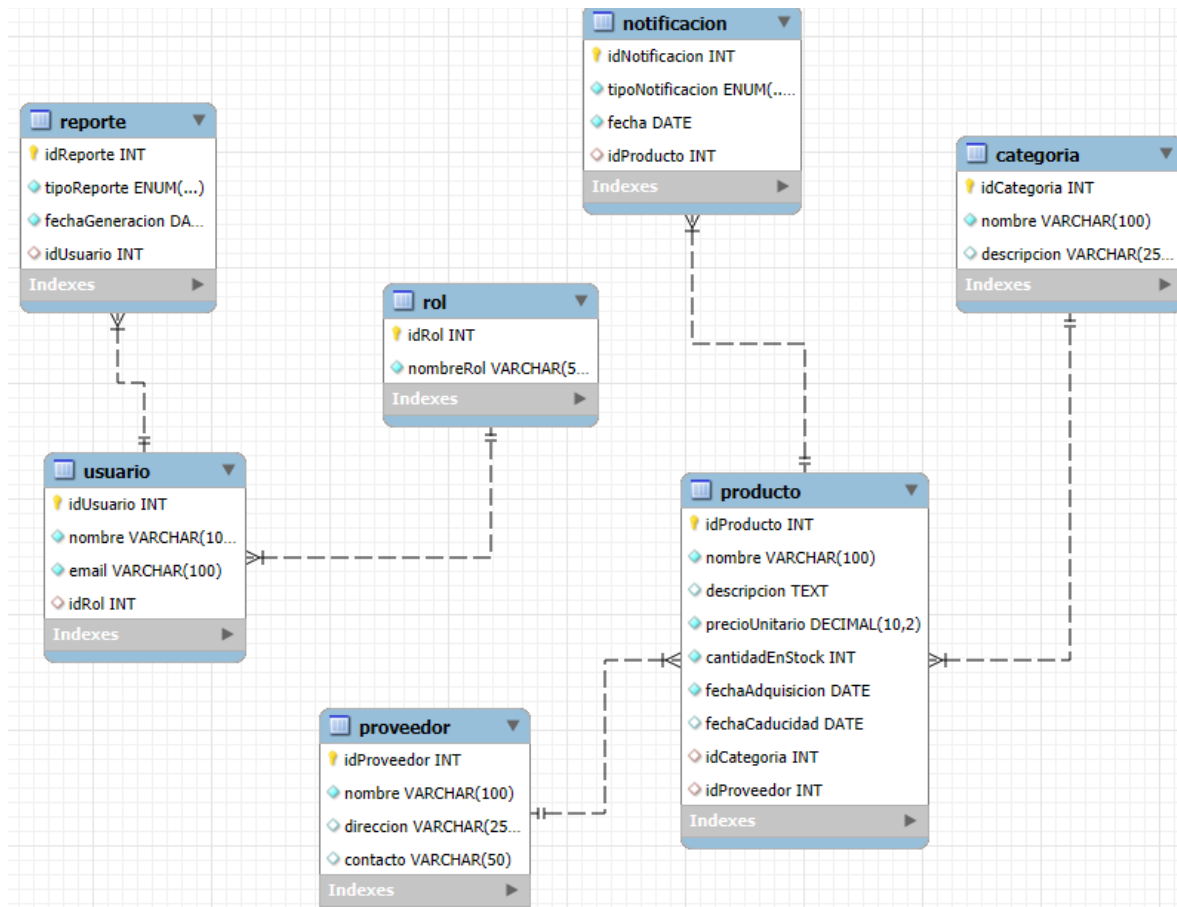 notificacion
idNotificacion INT
tipoNotificacion ENUM(.....
fecha DATE
idProducto INT
Indexes
reporte
idReporte INT
tipoReporte ENUM(...)
fechaGeneracion DA...
idUsuario INT
Indexes
categoria
idCategoria INT
nombre VARCHAR(100)
descripcion VARCHAR(25...
Indexes
rol
idRol INT
nombreRol VARCHAR(5...
Indexes
usuario
idUsuario INT
nombre VARCHAR(10...
email VARCHAR(100)
idRol INT
Indexes
producto
idProducto INT
nombre VARCHAR(100)
descripcion TEXT
precioUnitario DECIMAL(10,2)
cantidadEnStock INT
fechaAdquisicion DATE
fechaCaducidad DATE
idCategoria INT
idProveedor INT
Indexes
proveedor
idProveedor INT
nombre VARCHAR(100)
direccion VARCHAR(25...
contacto VARCHAR(50)
Indexes